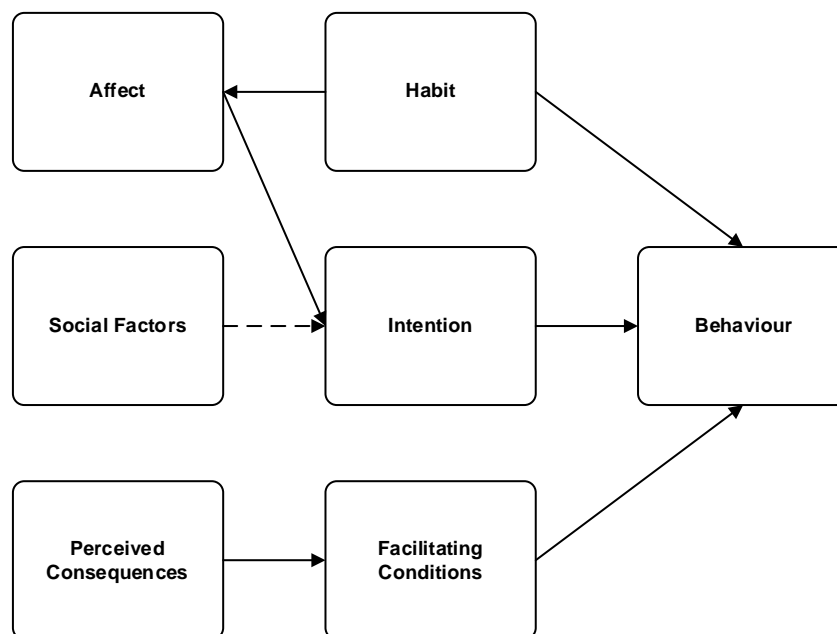 Affect
Habit
Social Factors
Intention
Behaviour
Perceived
Consequences
Facilitating
Conditions